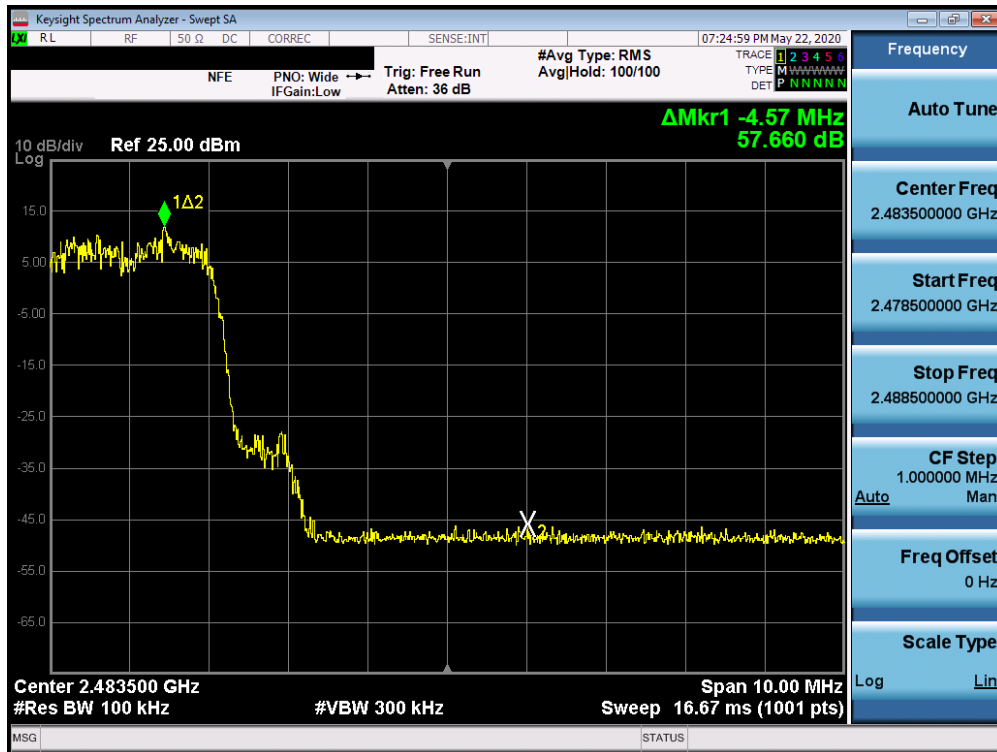 Keysight Spectrum Analyzer - Swept SA
LXI RL RF 50 Ω DC CORREC SENSE:INT 07:24:59 PM May 22, 2020
NFE PNO: Wide Trig: Free Run #Avg Type: RMS TRACE 1 2 3 4 5 6
IFGain:Low Atten: 36 dB Avg|Hold: 100/100 TYPE M WWWWW
DET P N N N N N
ΔMkr1 -4.57 MHz
57.660 dB
10 dB/div Ref 25.00 dBm
Log
1Δ2
15.0
5.00
-5.00
-15.0
-25.0
-35.0
-45.0
X2
-55.0
-65.0
Center 2.483500 GHz Span 10.00 MHz
#Res BW 100 kHz #VBW 300 kHz Sweep 16.67 ms (1001 pts)
MSG STATUS
Frequency
Auto Tune
Center Freq
2.483500000 GHz
Start Freq
2.478500000 GHz
Stop Freq
2.488500000 GHz
CF Step
1.000000 MHz
Auto Man
Freq Offset
0 Hz
Scale Type
Log Lin